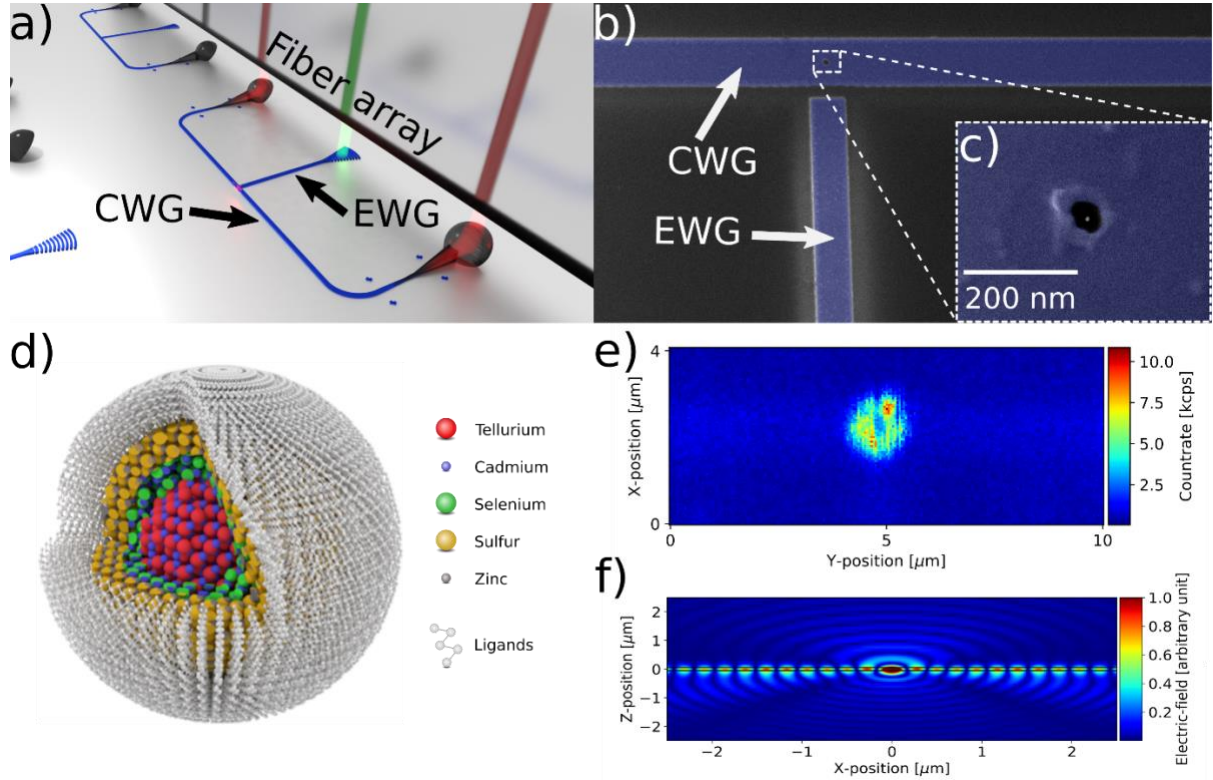 a)
Fiber array
CWG
EWG
b)
CWG
EWG
c)
200 nm
d)
Tellurium
Cadmium
Selenium
Sulfur
Zinc
Ligands
e)
4
X-position [μm]
0
0
5
10
Y-position [μm]
10.0
7.5
5.0
2.5
Countrate [kcps]
f)
2
1
0
−1
−2
Z-position [μm]
−2
−1
0
1
2
X-position [μm]
1.0
0.8
0.6
0.4
0.2
Electric-field [arbitrary unit]